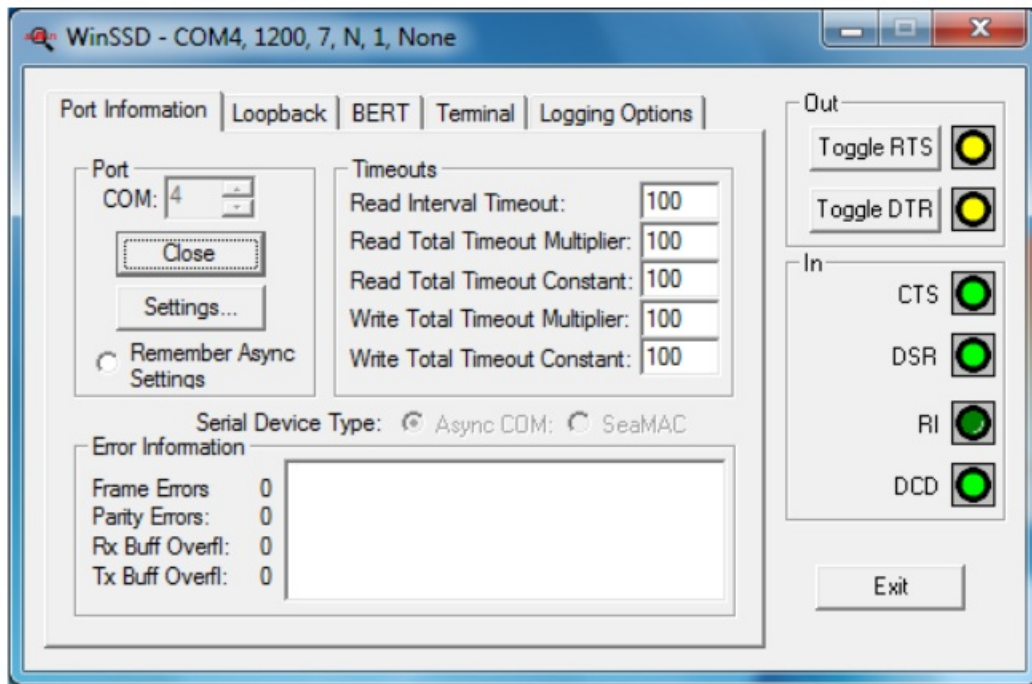 WinSSD - COM4, 1200, 7, N, 1, None
Port Information
Loopback
BERT
Terminal
Logging Options
Port
COM: 4
Close
Settings...
Remember Async
Settings
Timeouts
Read Interval Timeout: 100
Read Total Timeout Multiplier: 100
Read Total Timeout Constant: 100
Write Total Timeout Multiplier: 100
Write Total Timeout Constant: 100
Serial Device Type: Async COM: SeaMAC
Error Information
Frame Errors 0
Parity Errors: 0
Rx Buff Overfl: 0
Tx Buff Overfl: 0
Out
Toggle RTS
Toggle DTR
In
CTS
DSR
RI
DCD
Exit